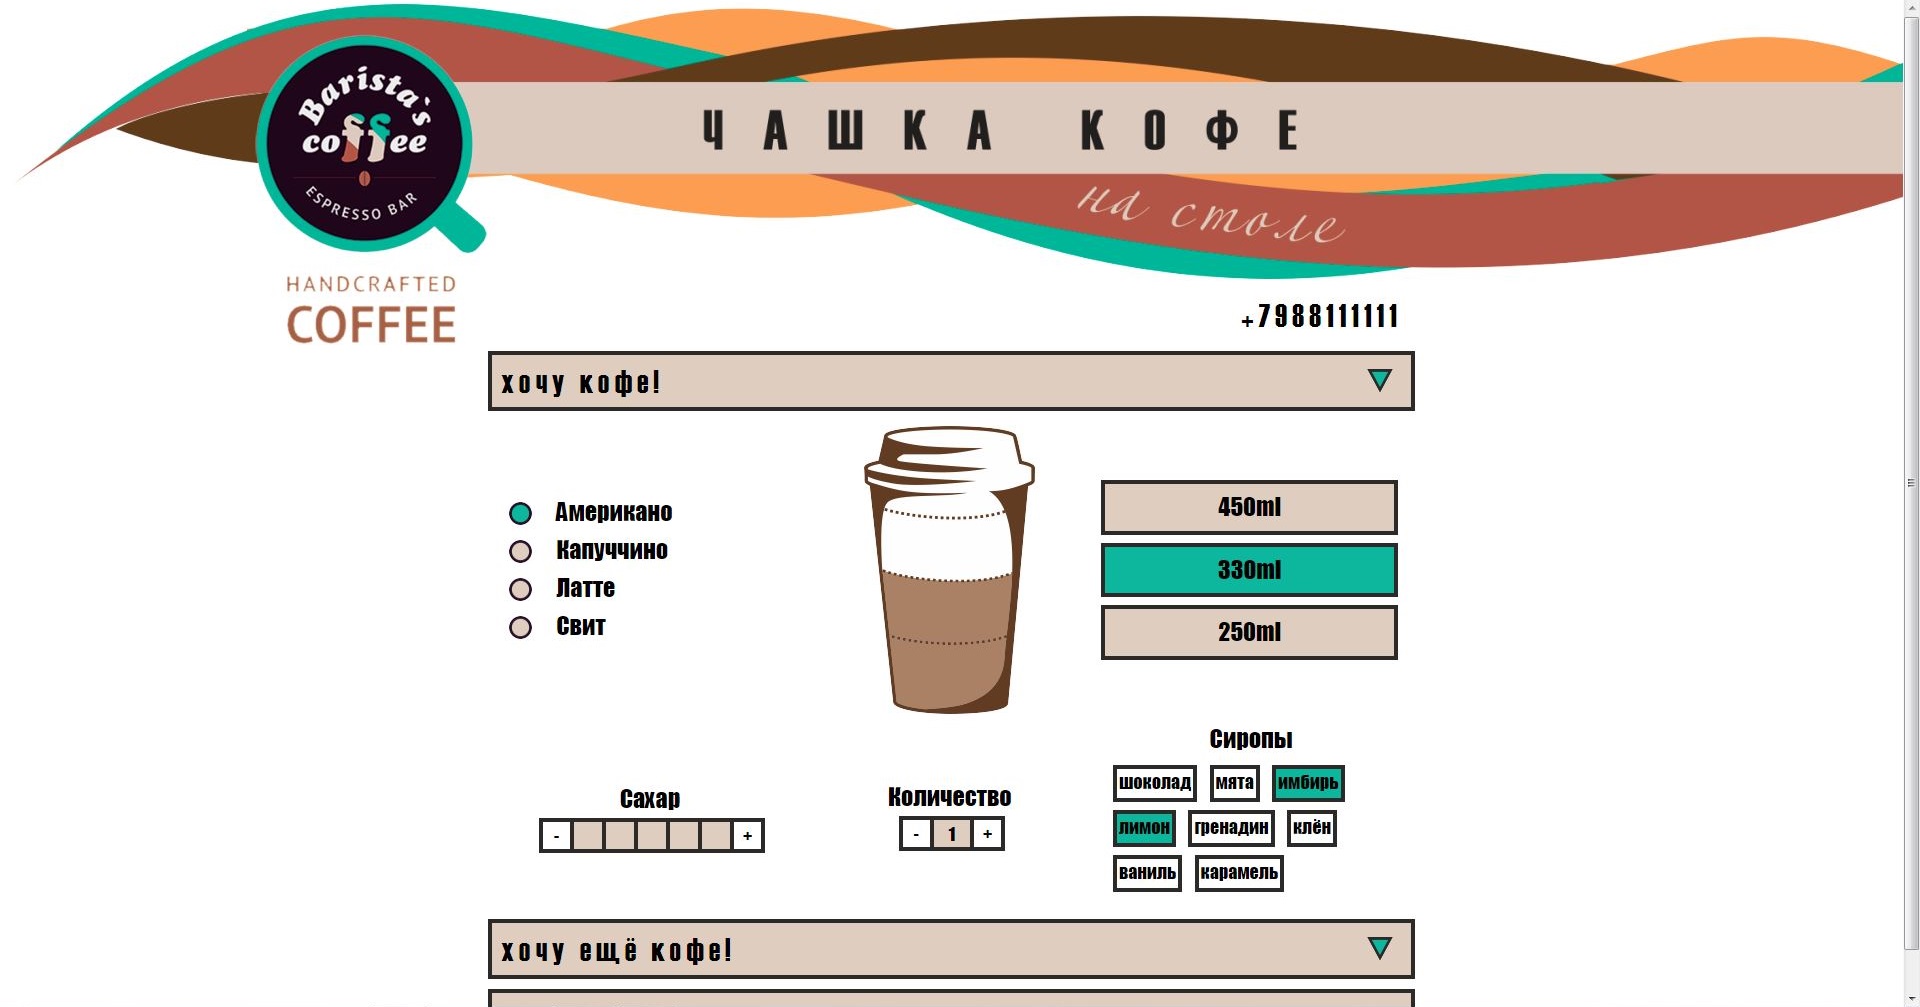 Barista`s
coffee
ESPRESSO BAR
HANDCRAFTED
COFFEE
ЧАШКА КОФЕ
на столе
+7988111111
хочу кофе!
Американо
Капуччино
Латте
Свит
450ml
330ml
250ml
Сахар
- +
Количество
- 1 +
Сиропы
шоколад мята имбирь
лимон гренадин клён
ваниль карамель
хочу ещё кофе!